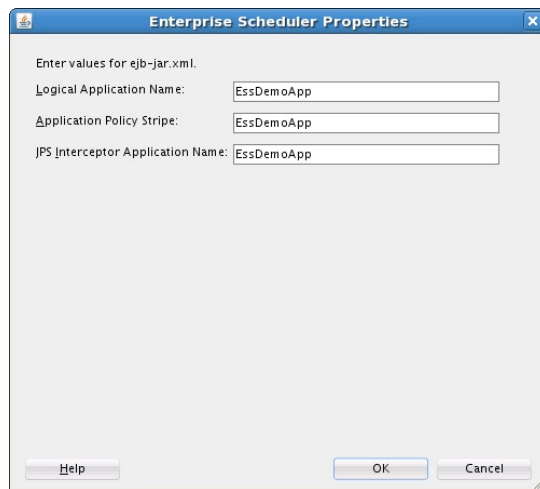 Enterprise Scheduler Properties
Enter values for ejb-jar.xml.
Logical Application Name: EssDemoApp
Application Policy Stripe: EssDemoApp
JPS Interceptor Application Name: EssDemoApp
Help OK Cancel